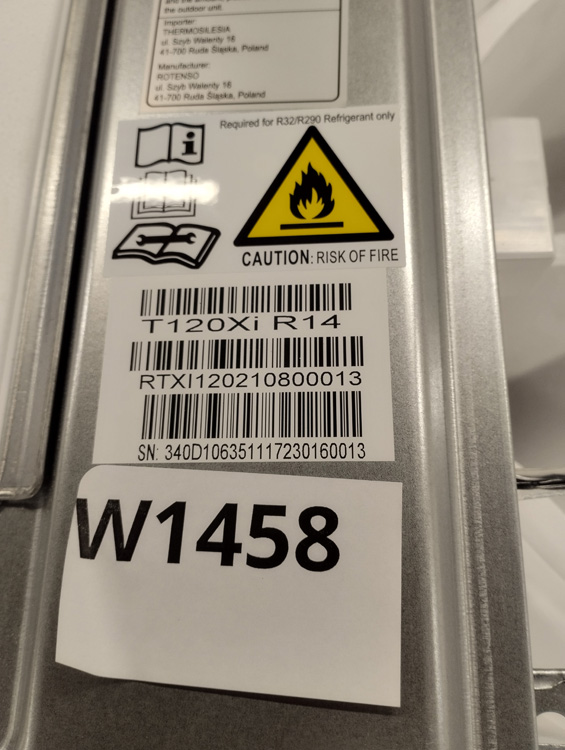 the outdoor unit.
Importer:
THERMOSILESIA
ul. Szyb Walenty 16
41-700 Ruda Śląska, Poland
Manufacturer:
ROTENSO
ul. Szyb Walenty 16
41-700 Ruda Śląska, Poland
Required for R32/R290 Refrigerant only
i
CAUTION: RISK OF FIRE
T120Xi R14
RTXI120210800013
SN: 340D106351117230160013
W1458